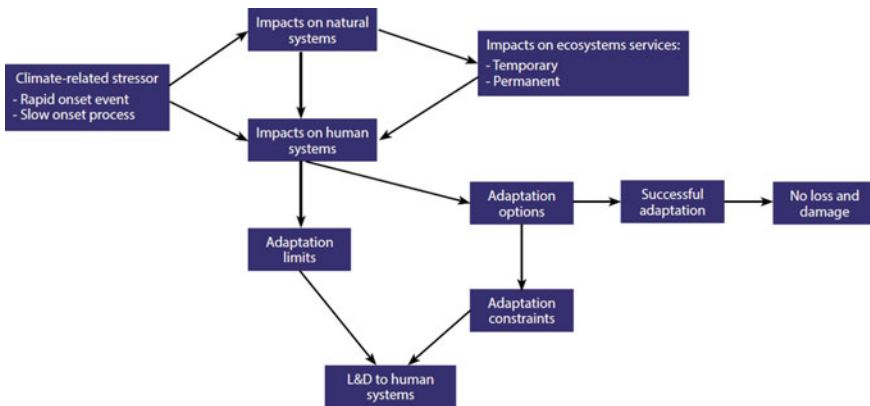 Impacts on natural
systems
Impacts on ecosystems services:
- Temporary
- Permanent
Climate-related stressor
- Rapid onset event
- Slow onset process
Impacts on human
systems
Adaptation
options
Successful
adaptation
No loss and
damage
Adaptation
limits
Adaptation
constraints
L&D to human
systems